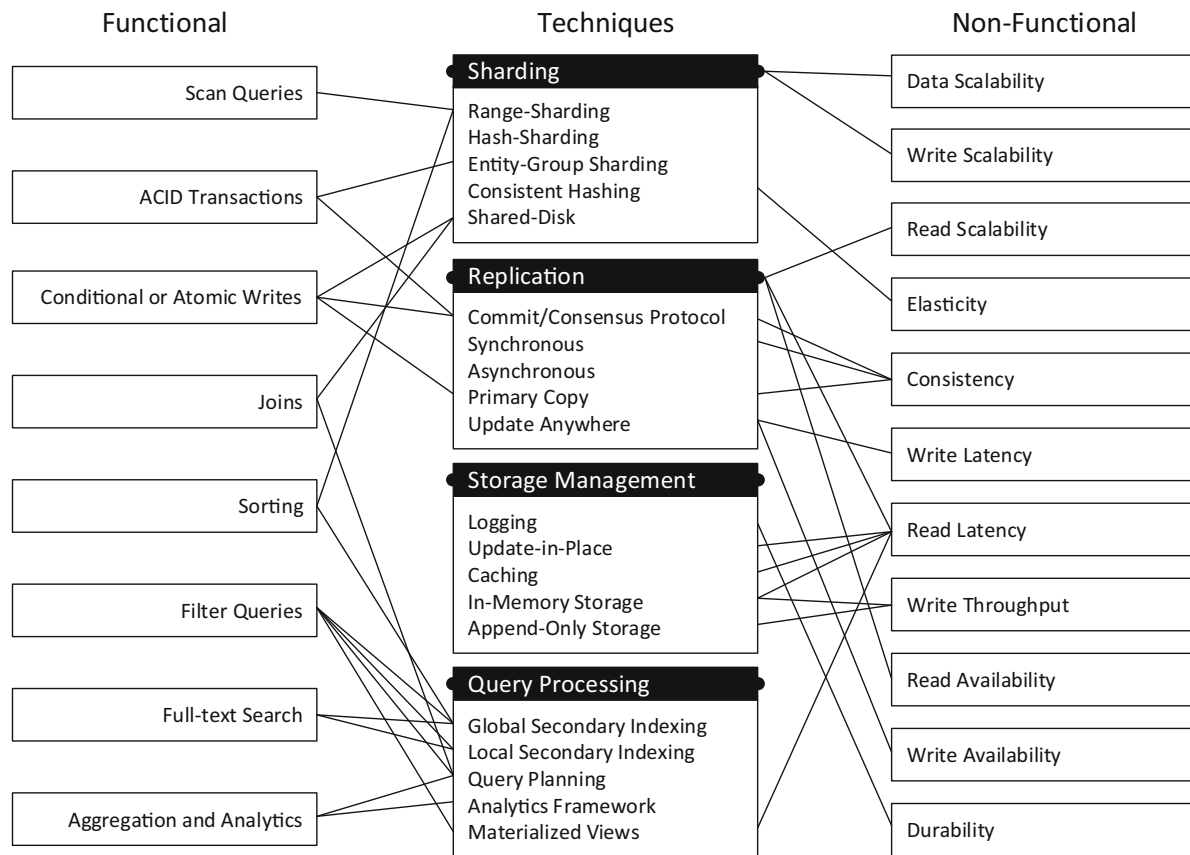 Functional
Techniques
Non-Functional
Scan Queries
ACID Transactions
Conditional or Atomic Writes
Joins
Sorting
Filter Queries
Full-text Search
Aggregation and Analytics
Sharding
Range-Sharding
Hash-Sharding
Entity-Group Sharding
Consistent Hashing
Shared-Disk
Replication
Commit/Consensus Protocol
Synchronous
Asynchronous
Primary Copy
Update Anywhere
Storage Management
Logging
Update-in-Place
Caching
In-Memory Storage
Append-Only Storage
Query Processing
Global Secondary Indexing
Local Secondary Indexing
Query Planning
Analytics Framework
Materialized Views
Data Scalability
Write Scalability
Read Scalability
Elasticity
Consistency
Write Latency
Read Latency
Write Throughput
Read Availability
Write Availability
Durability